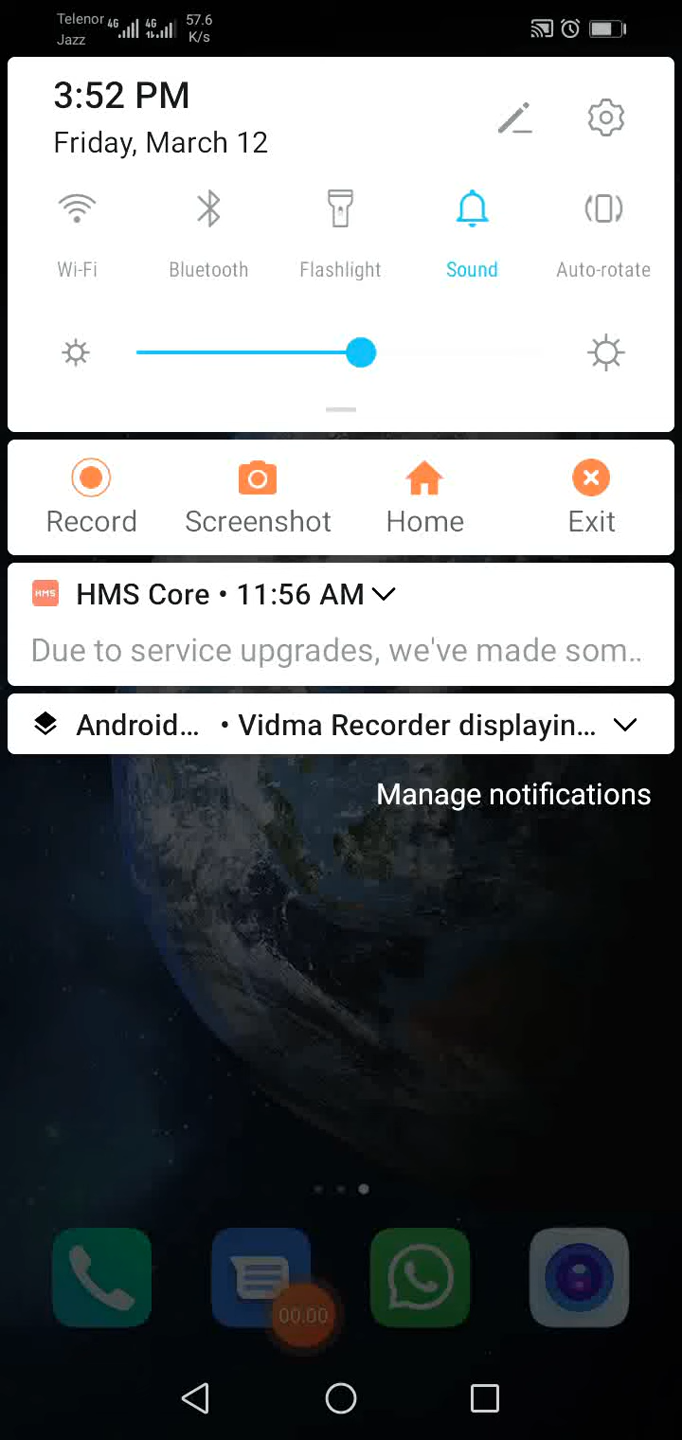 Telenor 4G 4G 57.6
Jazz K/s
3:52 PM
Friday, March 12
Wi-Fi Bluetooth Flashlight Sound Auto-rotate
Record Screenshot Home Exit
HMS HMS Core • 11:56 AM
Due to service upgrades, we've made som..
Android... • Vidma Recorder displayin...
Manage notifications
00.00